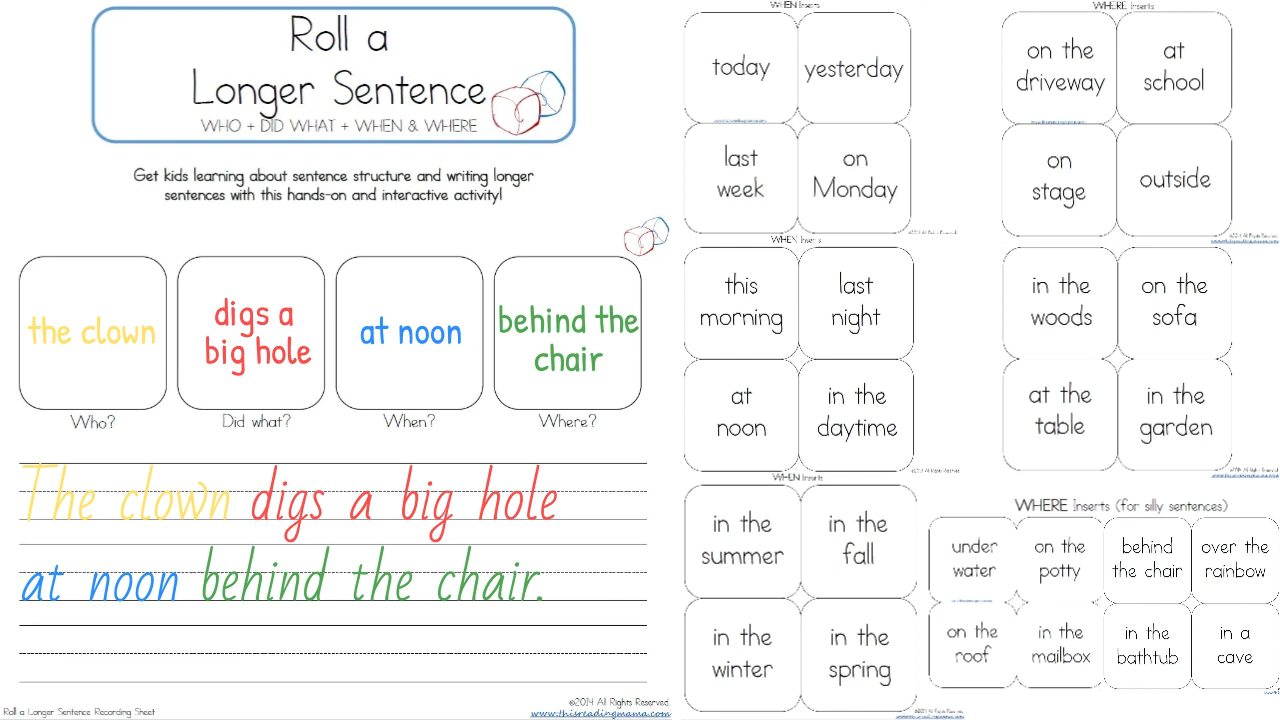 Roll a
Longer Sentence
WHO + DID WHAT + WHEN & WHERE
Get kids learning about sentence structure and writing longer
sentences with this hands-on and interactive activity!
the clown
digs a
big hole
at noon
behind the
chair
Who?
Did what?
When?
Where?
The clown digs a big hole
at noon behind the chair.
Roll a Longer Sentence Recording Sheet
©2014 All Rights Reserved.
www.thisreadingmama.com
WHEN Inserts
today
yesterday
last
week
on
Monday
WHEN Inserts
this
morning
last
night
at
noon
in the
daytime
WHEN Inserts
in the
summer
in the
fall
in the
winter
in the
spring
WHERE Inserts
on the
driveway
at
school
on
stage
outside
in the
woods
on the
sofa
at the
table
in the
garden
WHERE Inserts (for silly sentences)
under
water
on the
potty
behind
the chair
over the
rainbow
on the
roof
in the
mailbox
in the
bathtub
in a
cave